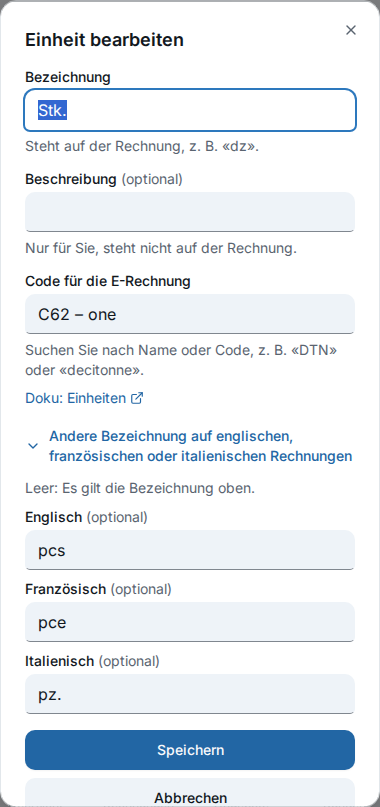 Einheit bearbeiten
Bezeichnung
Stk.
Steht auf der Rechnung, z. B. «dz».
Beschreibung (optional)
Nur für Sie, steht nicht auf der Rechnung.
Code für die E-Rechnung
C62 – one
Suchen Sie nach Name oder Code, z. B. «DTN»
oder «decitonne».
Doku: Einheiten
Andere Bezeichnung auf englischen,
französischen oder italienischen Rechnungen
Leer: Es gilt die Bezeichnung oben.
Englisch (optional)
pcs
Französisch (optional)
pce
Italienisch (optional)
pz.
Speichern
Abbrechen